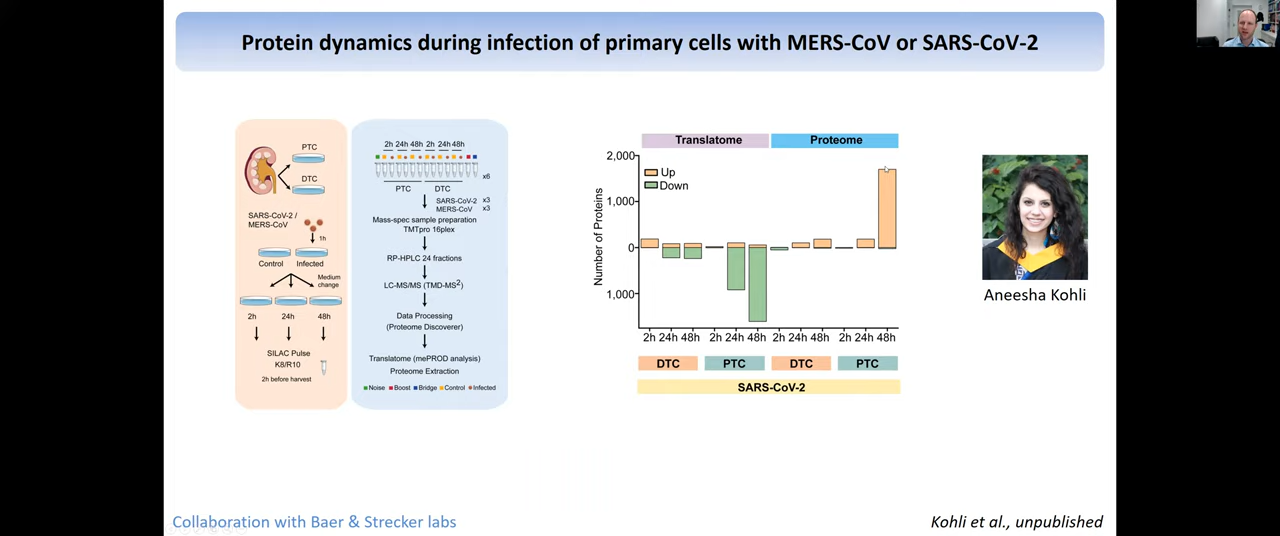 Protein dynamics during infection of primary cells with MERS-CoV or SARS-CoV-2
PTC
DTC
SARS-CoV-2 /
MERS-CoV
1h
Control Infected
Medium
change
2h 24h 48h
SILAC Pulse
K8/R10
2h before harvest
2h 24h 48h 2h 24h 48h
x6
PTC DTC
SARS-CoV-2 x3
MERS-CoV x3
Mass-spec sample preparation
TMTpro 16plex
RP-HPLC 24 fractions
LC-MS/MS (TMD-MS²)
Data Processing
(Proteome Discoverer)
Translatome (mePROD analysis)
Proteome Extraction
Noise Boost Bridge Control Infected
Translatome Proteome
Up
Down
Number of Proteins
2,000
1,000
0
1,000
2h 24h 48h 2h 24h 48h 2h 24h 48h 2h 24h 48h
DTC PTC DTC PTC
SARS-CoV-2
Aneesha Kohli
Collaboration with Baer & Strecker labs
Kohli et al., unpublished